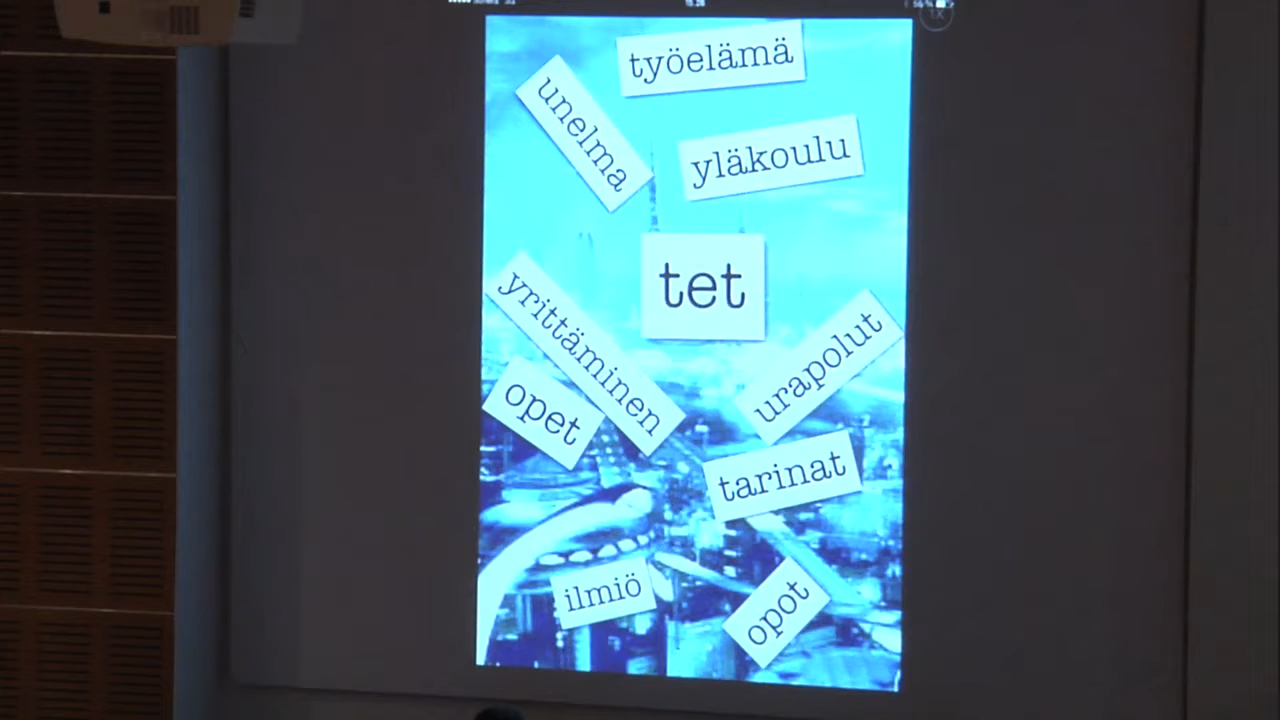 työelämä
unelma
yläkoulu
tet
yrittäminen
urapolut
opet
tarinat
ilmiö
opot